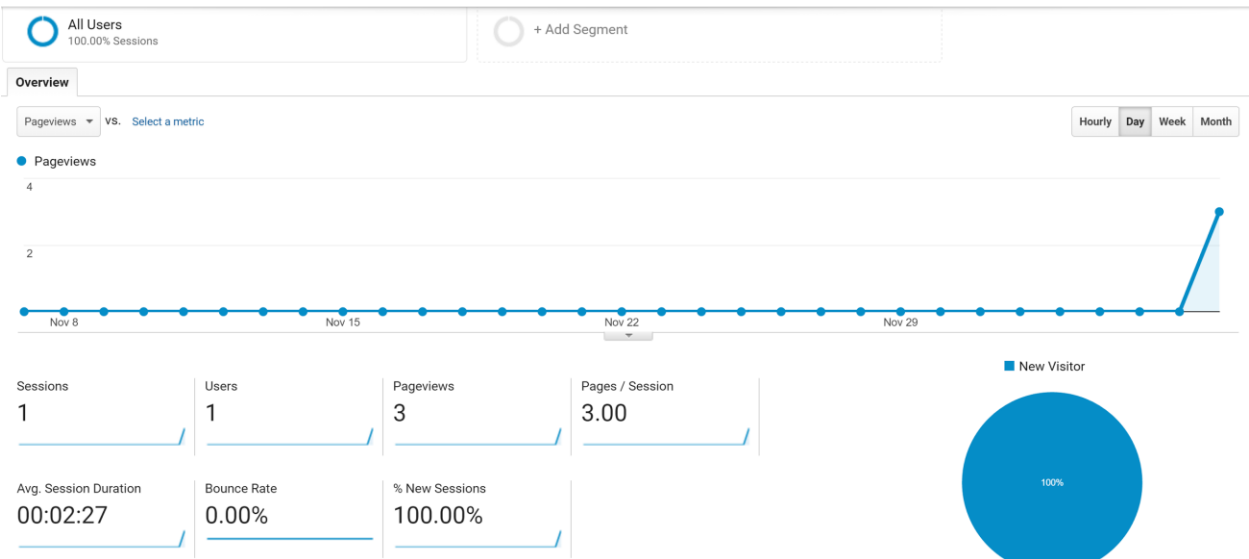 All Users
100.00% Sessions
+ Add Segment
Overview
Pageviews VS. Select a metric
Hourly Day Week Month
Pageviews
4
2
Nov 8 Nov 15 Nov 22 Nov 29
New Visitor
Sessions Users Pageviews Pages / Session
1 1 3 3.00
Avg. Session Duration Bounce Rate % New Sessions
00:02:27 0.00% 100.00%
100%